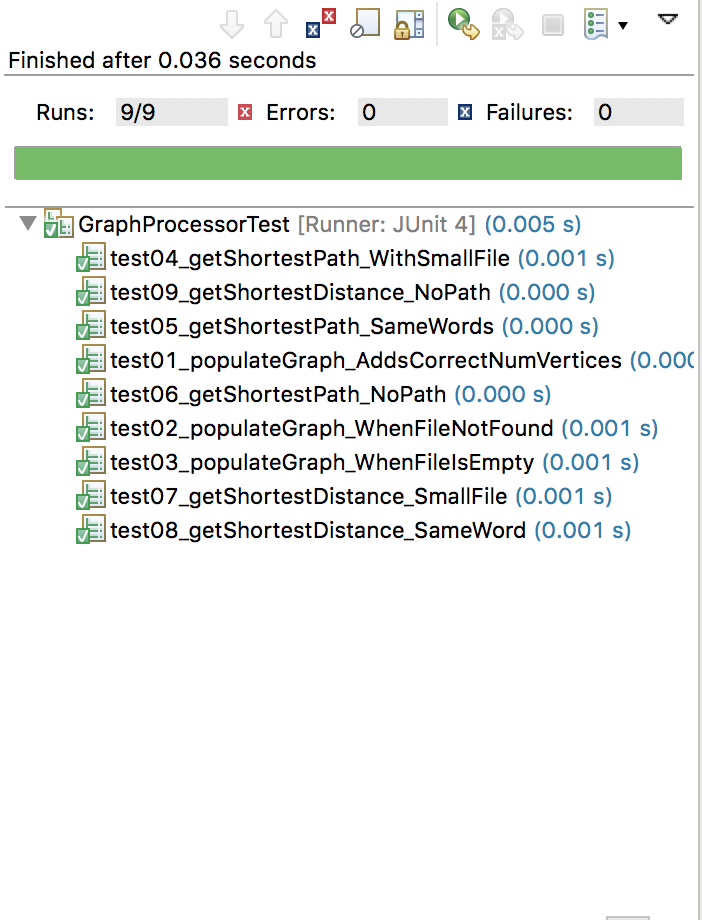 Finished after 0.036 seconds
Runs: 9/9 Errors: 0 Failures: 0
GraphProcessorTest [Runner: JUnit 4] (0.005 s)
test04_getShortestPath_WithSmallFile (0.001 s)
test09_getShortestDistance_NoPath (0.000 s)
test05_getShortestPath_SameWords (0.000 s)
test01_populateGraph_AddsCorrectNumVertices (0.000
test06_getShortestPath_NoPath (0.000 s)
test02_populateGraph_WhenFileNotFound (0.001 s)
test03_populateGraph_WhenFileIsEmpty (0.001 s)
test07_getShortestDistance_SmallFile (0.001 s)
test08_getShortestDistance_SameWord (0.001 s)